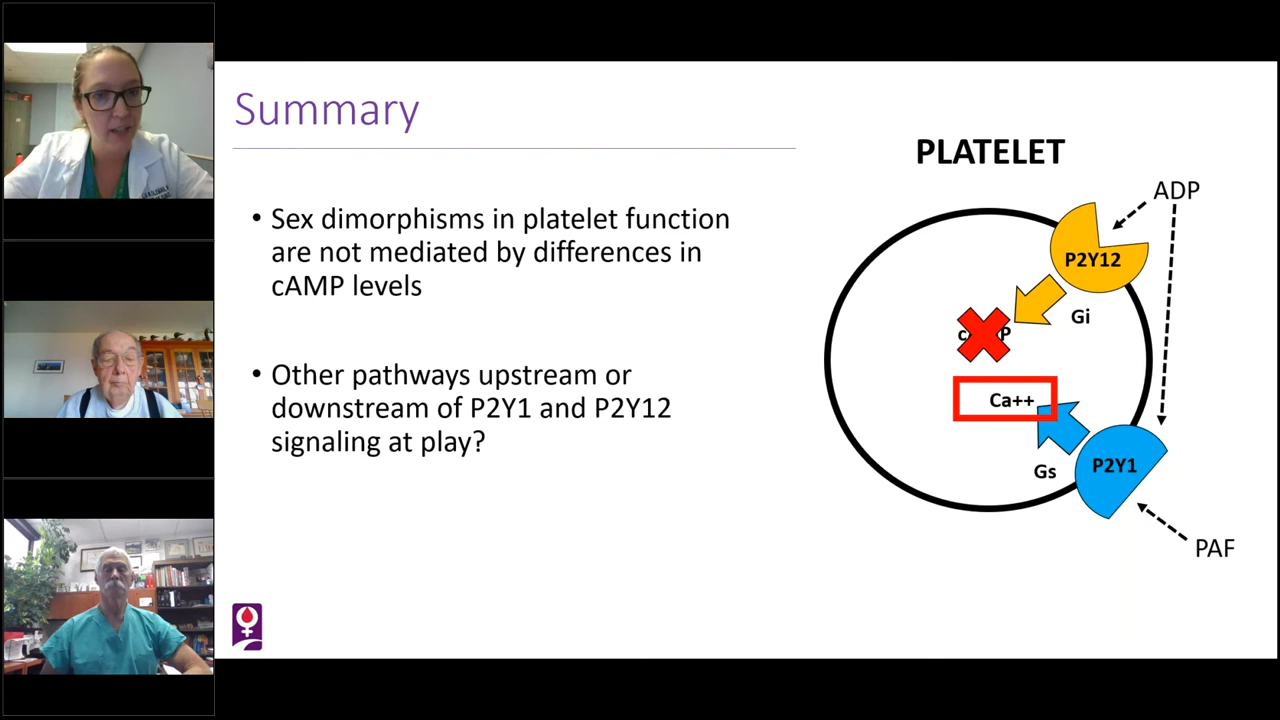 Summary
• Sex dimorphisms in platelet function
are not mediated by differences in
cAMP levels
• Other pathways upstream or
downstream of P2Y1 and P2Y12
signaling at play?
PLATELET
ADP
P2Y12
Gi
Ca++
Gs
P2Y1
PAF